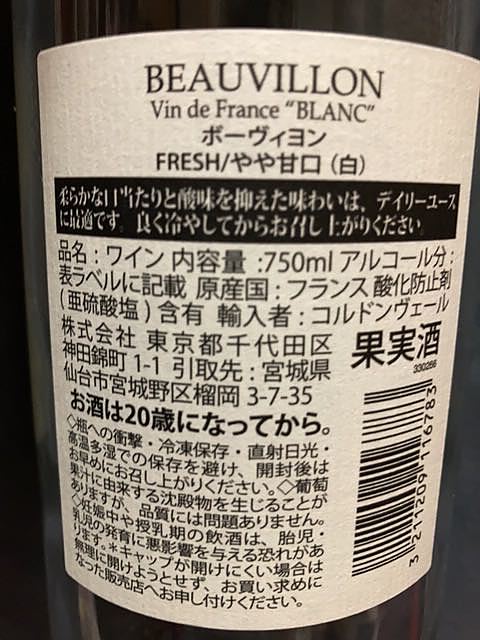 BEAUVILLON
Vin de France "BLANC"
ボーヴィヨン
FRESH/やや甘口（白）
柔らかな口当たりと酸味を抑えた味わいは、デイリーユース
に最適です。良く冷やしてからお召し上がりください。
品名：ワイン 内容量：750ml アルコール分：
表ラベルに記載 原産国：フランス 酸化防止剤
（亜硫酸塩）含有 輸入者：コルドンヴェール
株式会社 東京都千代田区
神田錦町 1-1 引取先：宮城県
仙台市宮城野区榴岡 3-7-35
果実酒
330266
お酒は20歳になってから。
◇瓶への衝撃・冷凍保存・直射日光・
高温多湿での保存を避け、開封後は
お早めにお召し上がりください。◇葡萄
果汁に由来する沈殿物を生じることが
ありますが、品質には問題ありません。
◇妊娠中や授乳期の飲酒は、胎児・
乳児の発育に悪影響を与える恐れがあ
ります。＊キャップが開けにくい場合は
無理に開けようとせず、お買い求めに
なった販売店へお申し付けください。
3 211209 116783